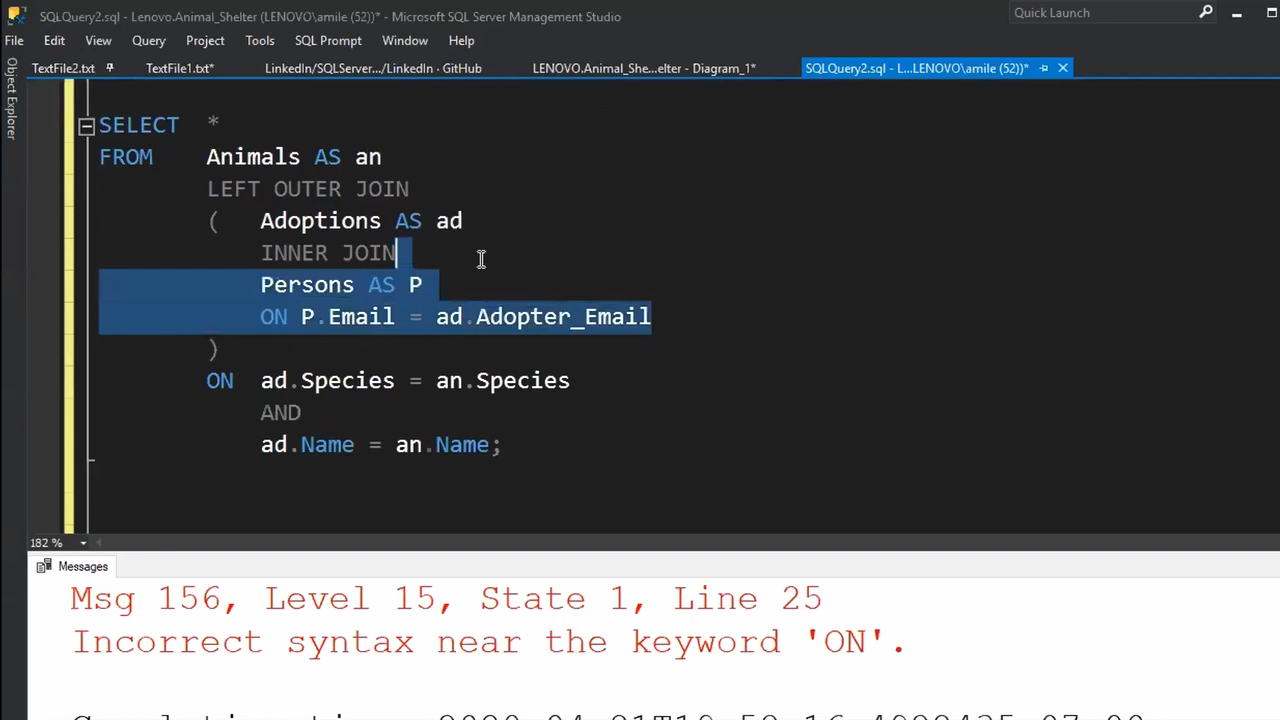 SQLQuery2.sql - Lenovo.Animal_Shelter (LENOVO\amile (52))* - Microsoft SQL Server Management Studio
Quick Launch
File Edit View Query Project Tools SQL Prompt Window Help
TextFile2.txt TextFile1.txt* LinkedIn/SQLServer.../LinkedIn · GitHub LENOVO.Animal_She...elter - Diagram_1* SQLQuery2.sql - L...LENOVO\amile (52))*
Object Explorer
SELECT *
FROM Animals AS an
LEFT OUTER JOIN
( Adoptions AS ad
INNER JOIN
Persons AS P
ON P.Email = ad.Adopter_Email
)
ON ad.Species = an.Species
AND
ad.Name = an.Name;
182 %
Messages
Msg 156, Level 15, State 1, Line 25
Incorrect syntax near the keyword 'ON'.